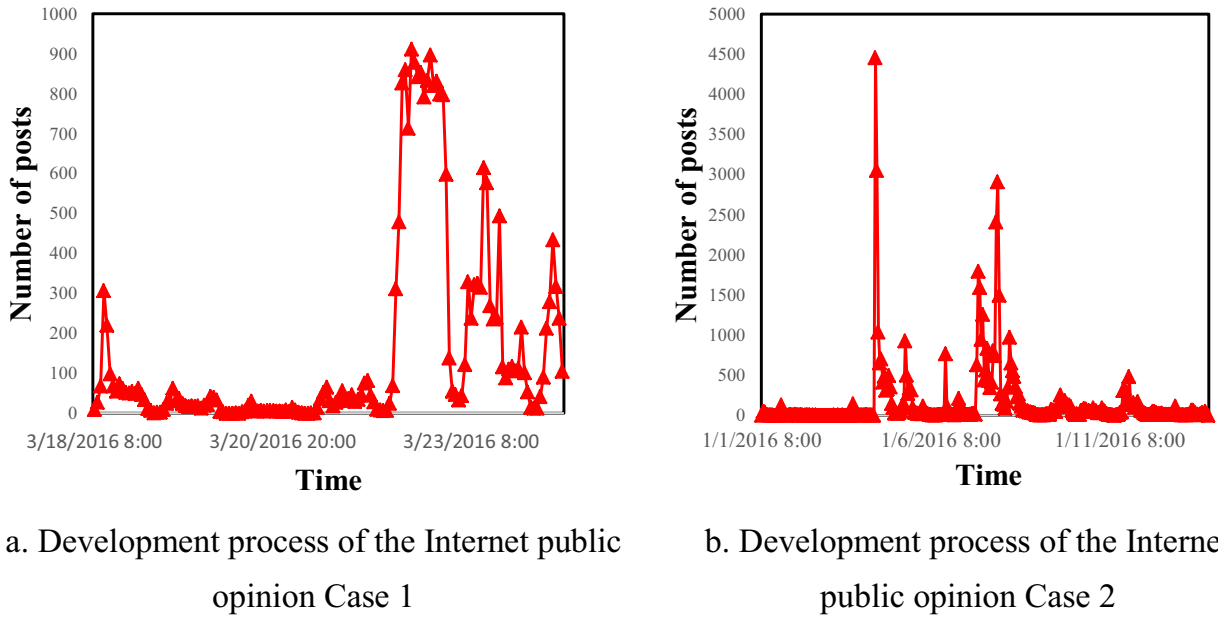 1000
900
800
700
600
500
400
300
200
100
0
Number of posts
3/18/2016 8:00 3/20/2016 20:00 3/23/2016 8:00
Time
a. Development process of the Internet public
opinion Case 1
5000
4500
4000
3500
3000
2500
2000
1500
1000
500
0
Number of posts
1/1/2016 8:00 1/6/2016 8:00 1/11/2016 8:00
Time
b. Development process of the Interne
public opinion Case 2